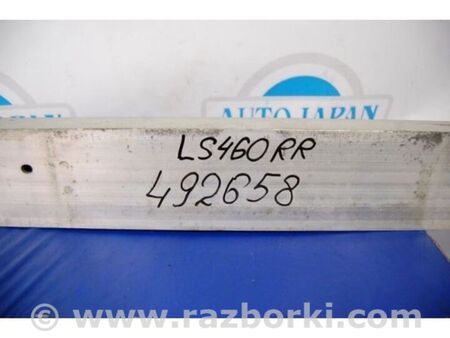 AUTO JAPAN
LS460RR
492658
© www.razborki.com